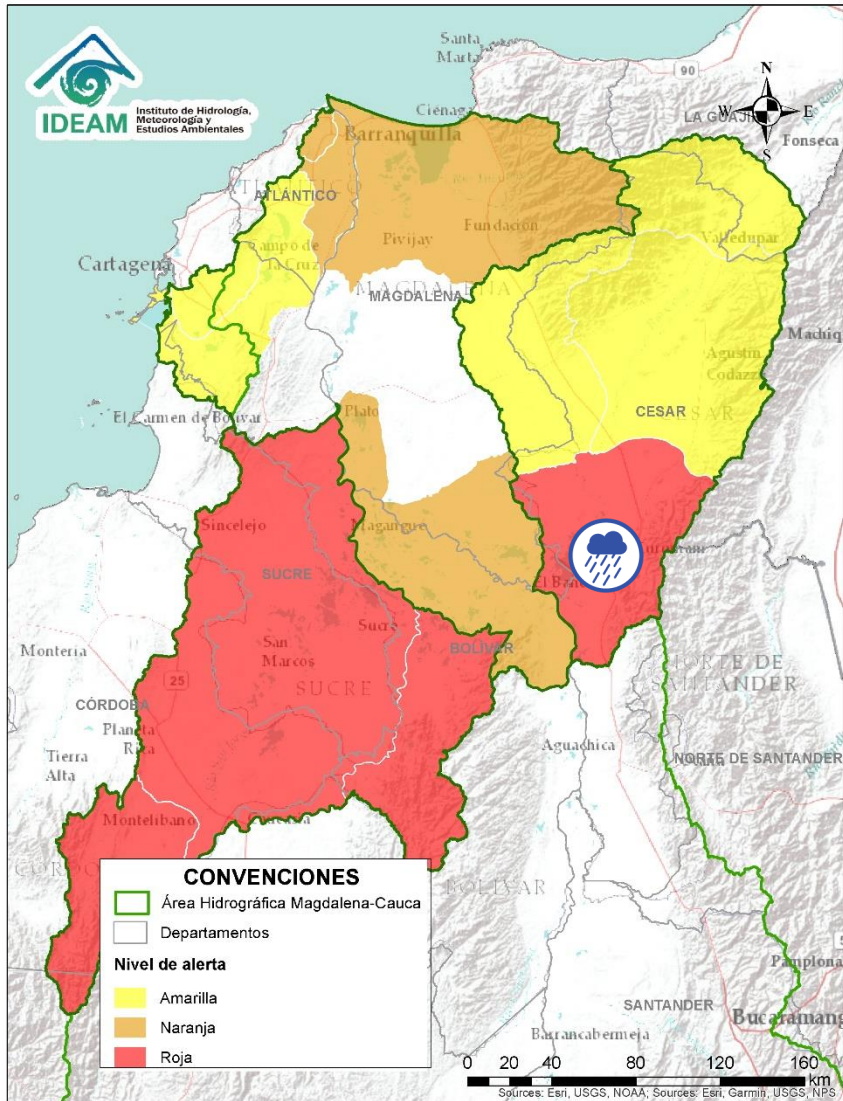 IDEAM
Instituto de Hidrología,
Meteorología y
Estudios Ambientales
Santa
Marta
90
N
W
E
S
Ciénaga
LA GUAJI
Fonseca
Barranquilla
ATLÁNTICO
Fundación
Pivijay
Valledupar
Campo de
la Cruz
Cartagena
MAGDALENA
MAGDALENA
Agustín
Codazzi
CESAR
Plato
El Carmen de Bolívar
Magangue
Sincelejo
SUCRE
El Ban
Sucre
San
Marcos
BOLÍVAR
SUCRE
Montería
25
CÓRDOBA
Planeta
Rica
Tierra
Alta
NORTE DE
SANTANDER
Aguachica
NORTE DE SANTANDER
Montelíbano
BOLÍVAR
CONVENCIONES
Área Hidrográfica Magdalena-Cauca
Departamentos
Nivel de alerta
Amarilla
Naranja
Roja
Pamplona
SANTANDER
Bucaramang
Barrancabermeja
0 20 40 80 120 160
Km
Sources: Esri, USGS, NOAA; Sources: Esri, Garmin, USGS, NPS